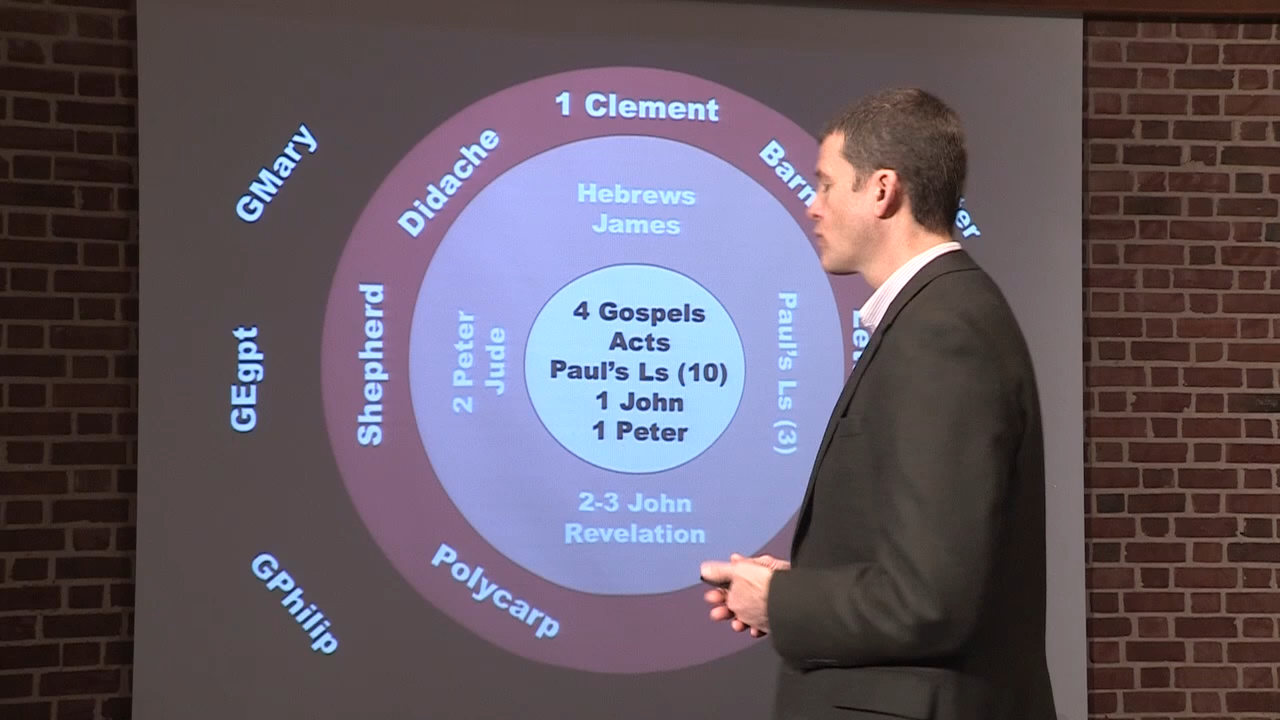 1 Clement
Didache
GMary
Hebrews
James
Shepherd
GEgpt
2 Peter
Jude
4 Gospels
Acts
Paul's Ls (10)
1 John
1 Peter
Paul's Ls (3)
2-3 John
Revelation
Polycarp
GPhilip